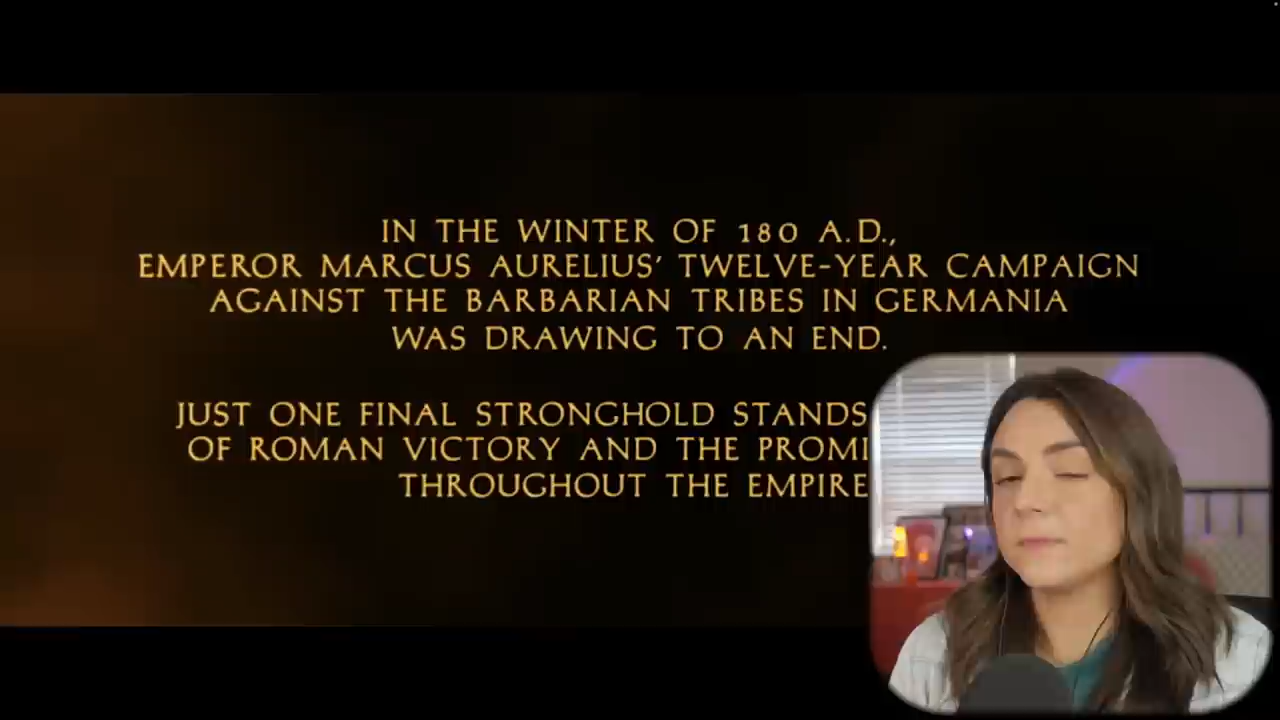 IN THE WINTER OF 180 A.D.,
EMPEROR MARCUS AURELIUS’ TWELVE-YEAR CAMPAIGN
AGAINST THE BARBARIAN TRIBES IN GERMANIA
WAS DRAWING TO AN END.
JUST ONE FINAL STRONGHOLD STANDS
OF ROMAN VICTORY AND THE
THROUGHOUT THE EMPIRE